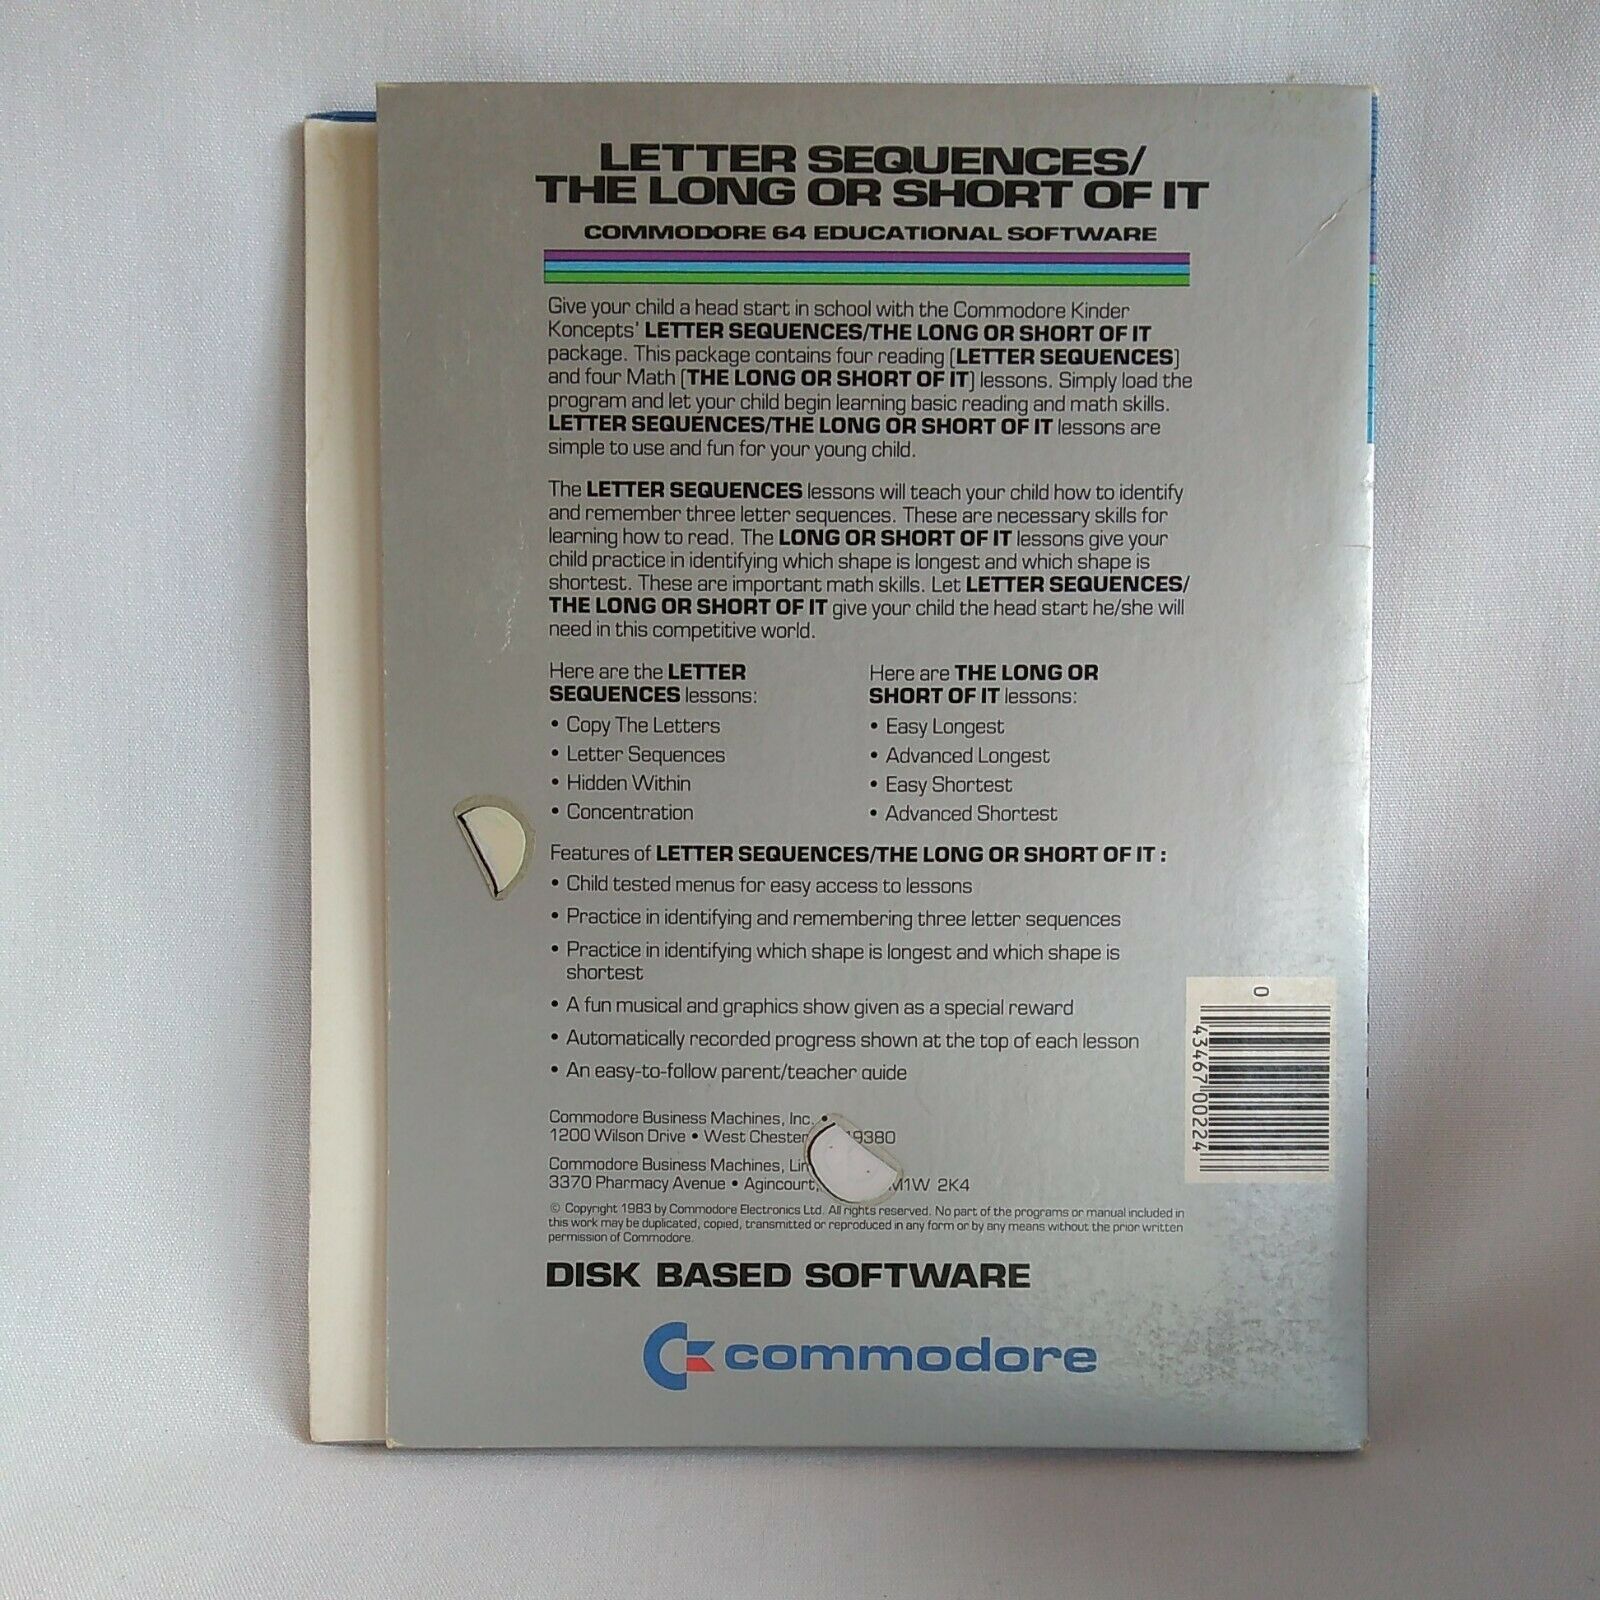 LETTER SEQUENCES/
THE LONG OR SHORT OF IT
COMMODORE 64 EDUCATIONAL SOFTWARE
Give your child a head start in school with the Commodore Kinder
Koncepts' LETTER SEQUENCES/THE LONG OR SHORT OF IT
package. This package contains four reading (LETTER SEQUENCES)
and four Math (THE LONG OR SHORT OF IT) lessons. Simply load the
program and let your child begin learning basic reading and math skills.
LETTER SEQUENCES/THE LONG OR SHORT OF IT lessons are
simple to use and fun for your young child.
The LETTER SEQUENCES lessons will teach your child how to identify
and remember three letter sequences. These are necessary skills for
learning how to read. The LONG OR SHORT OF IT lessons give your
child practice in identifying which shape is longest and which shape is
shortest. These are important math skills. Let LETTER SEQUENCES/
THE LONG OR SHORT OF IT give your child the head start he/she will
need in this competitive world.
Here are the LETTER
SEQUENCES lessons:
• Copy The Letters
• Letter Sequences
• Hidden Within
• Concentration
Here are THE LONG OR
SHORT OF IT lessons:
• Easy Longest
• Advanced Longest
• Easy Shortest
• Advanced Shortest
Features of LETTER SEQUENCES/THE LONG OR SHORT OF IT :
• Child tested menus for easy access to lessons
• Practice in identifying and remembering three letter sequences
• Practice in identifying which shape is longest and which shape is
shortest
• A fun musical and graphics show given as a special reward
• Automatically recorded progress shown at the top of each lesson
• An easy-to-follow parent/teacher guide
0
43467 00224
Commodore Business Machines, Inc. •
1200 Wilson Drive • West Chester 19380
Commodore Business Machines,
3370 Pharmacy Avenue • Agincourt, M1W 2K4
© Copyright 1983 by Commodore Electronics Ltd. All rights reserved. No part of the programs or manual included in
this work may be duplicated, copied, transmitted or reproduced in any form or by any means without the prior written
permission of Commodore.
DISK BASED SOFTWARE
commodore